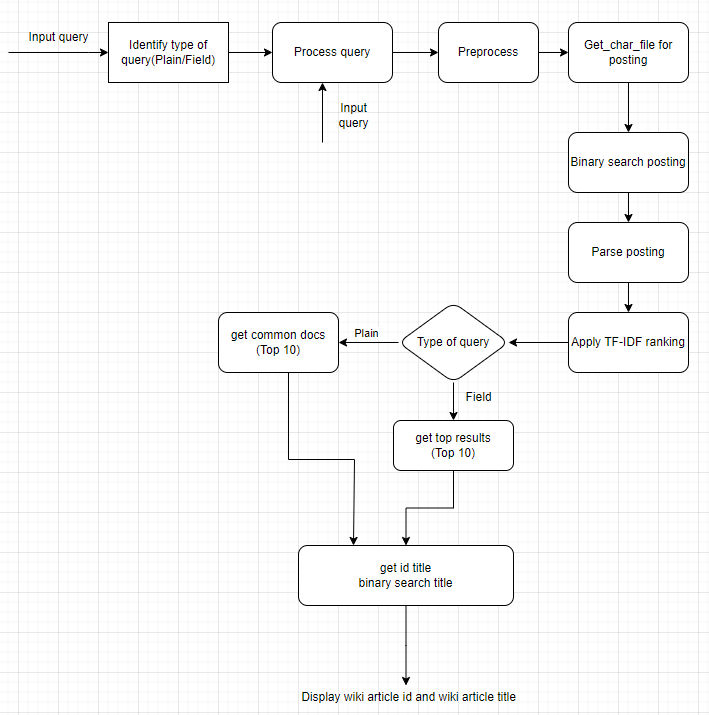 Input query
Identify type of
query(Plain/Field)
Process query
Preprocess
Get_char_file for
posting
Input
query
Binary search posting
Parse posting
get common docs
(Top 10)
Plain
Type of query
Apply TF-IDF ranking
Field
get top results
(Top 10)
get id title
binary search title
Display wiki article id and wiki article title